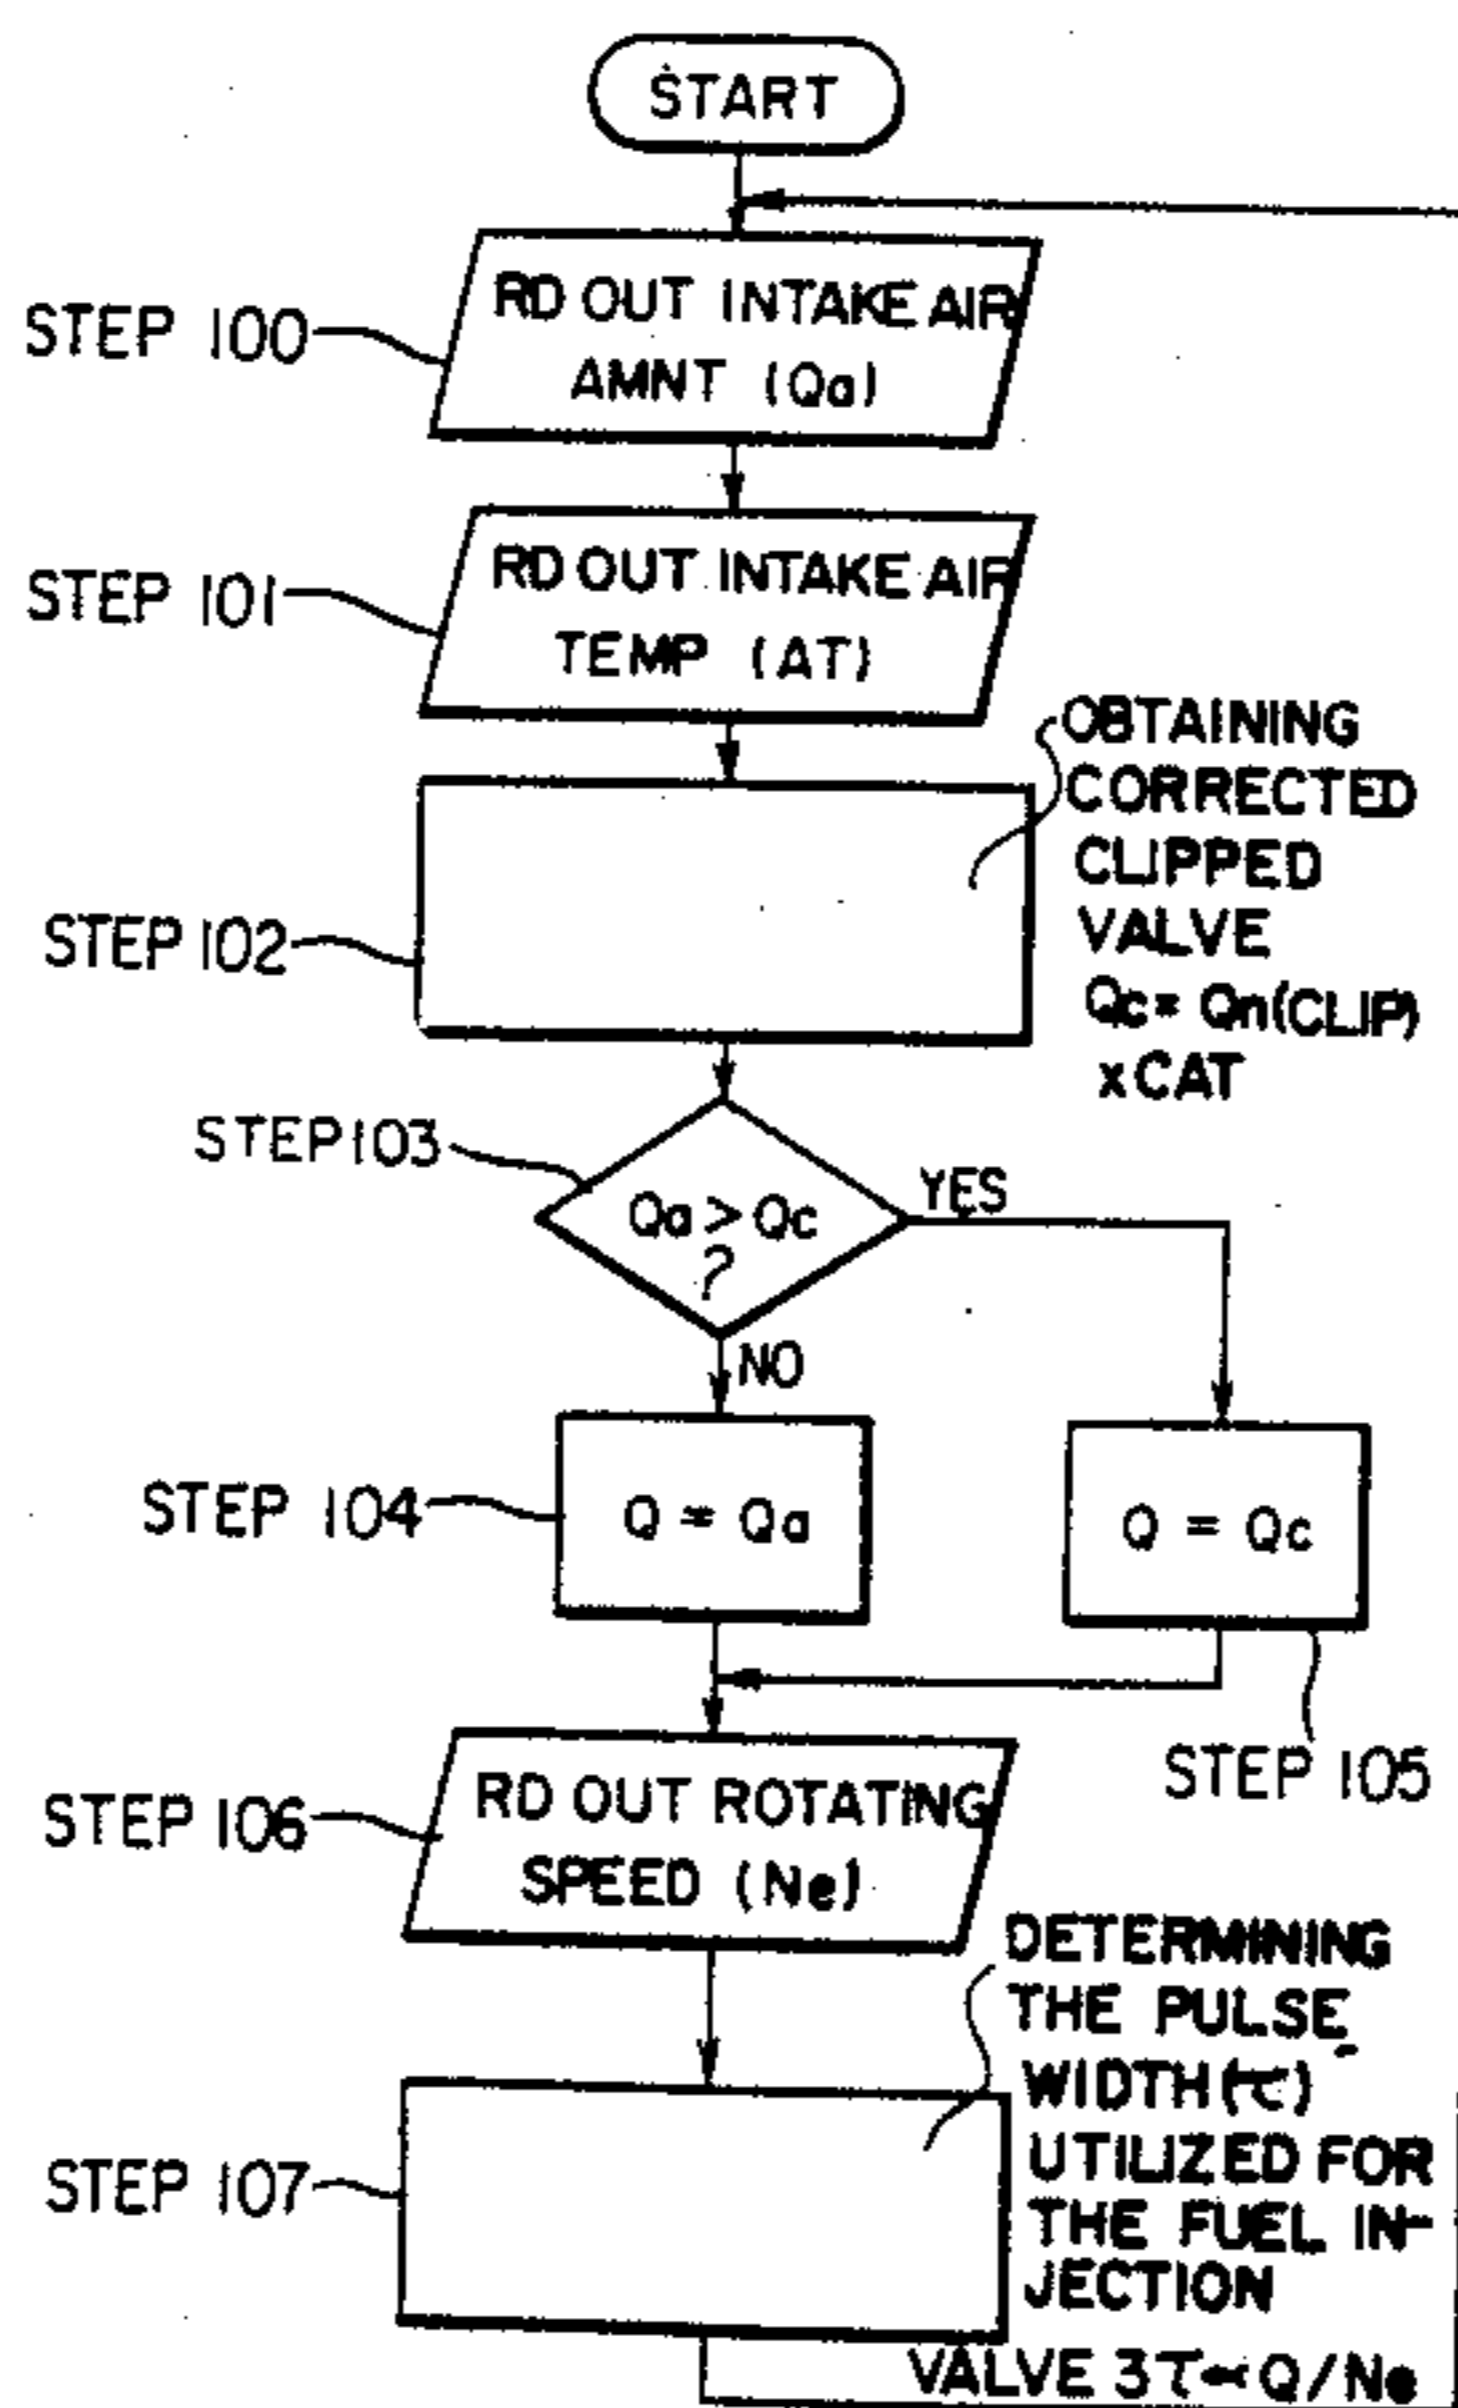 START
STEP 100
RD OUT INTAKE AIR
AMNT (Qa)
STEP 101
RD OUT INTAKE AIR
TEMP (AT)
OBTAINING
CORRECTED
CLIPPED
VALVE
Qc = Qn(CLIP)
xCAT
STEP 102
STEP 103
Qa > Qc
?
YES
NO
STEP 104
Q = Qa
Q = Qc
STEP 105
STEP 106
RD OUT ROTATING
SPEED (Ne)
DETERMINING
THE PULSE
WIDTH (τ)
UTILIZED FOR
THE FUEL IN-
JECTION
VALVE 3 τ∝Q/Ne
STEP 107